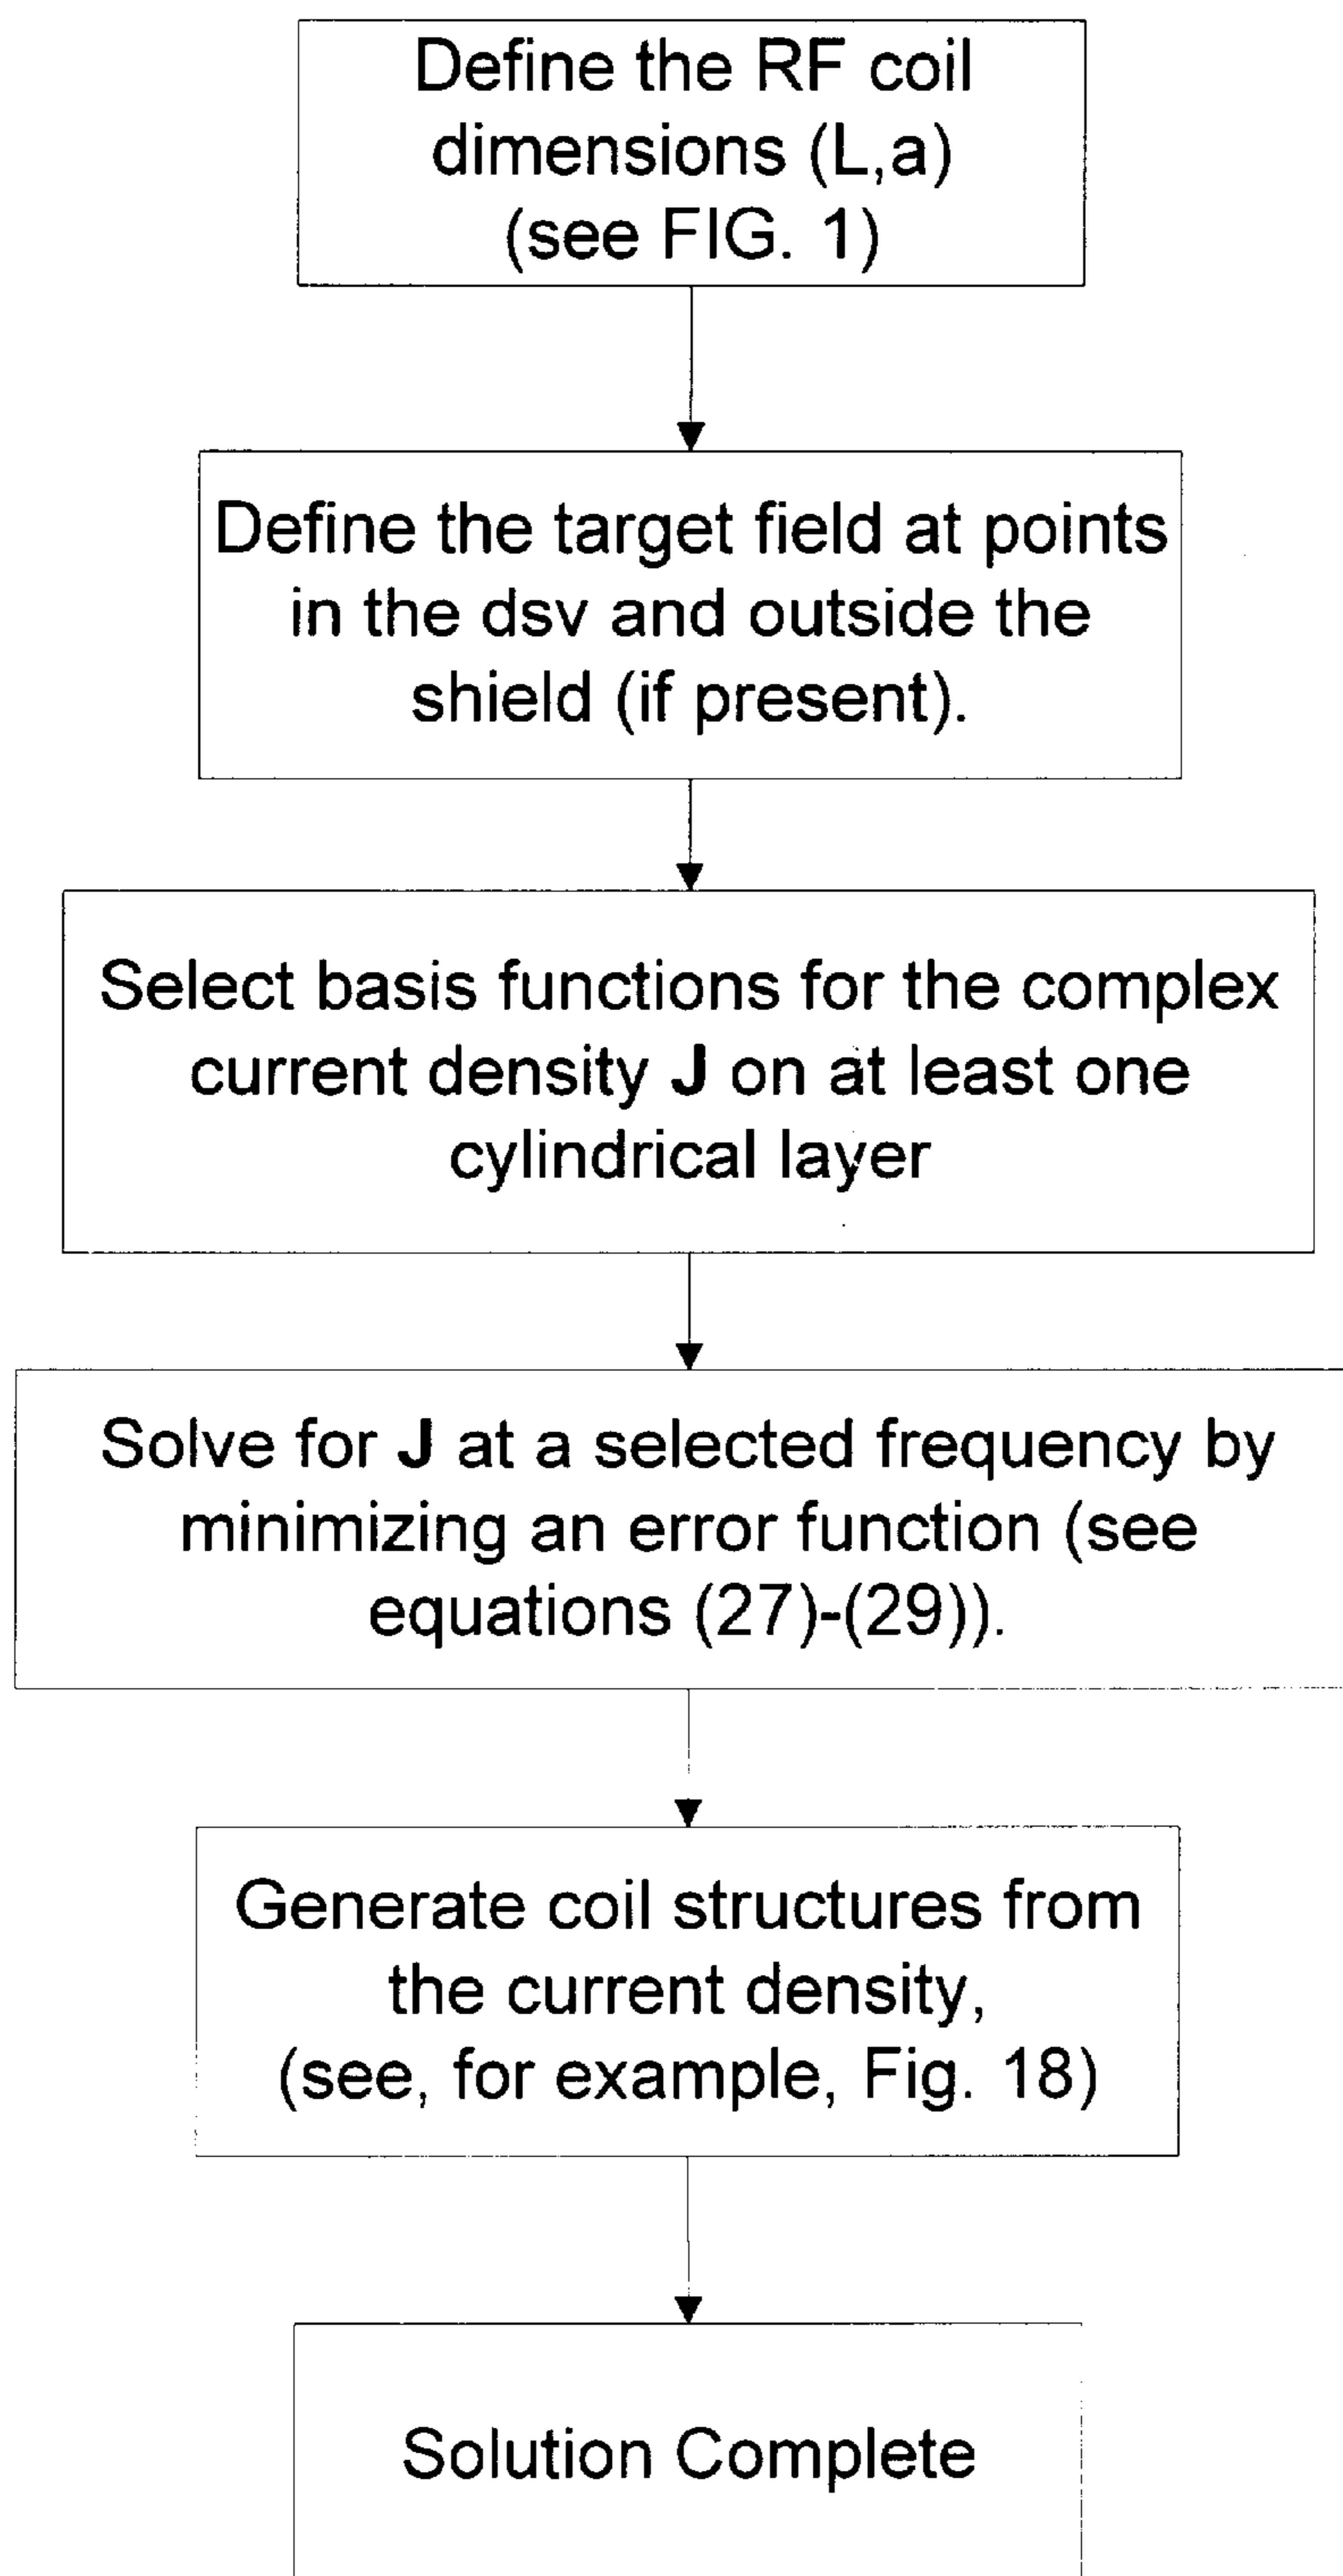 Define the RF coil
dimensions (L,a)
(see FIG. 1)
Define the target field at points
in the dsv and outside the
shield (if present).
Select basis functions for the complex
current density J on at least one
cylindrical layer
Solve for J at a selected frequency by
minimizing an error function (see
equations (27)-(29)).
Generate coil structures from
the current density,
(see, for example, Fig. 18)
Solution Complete